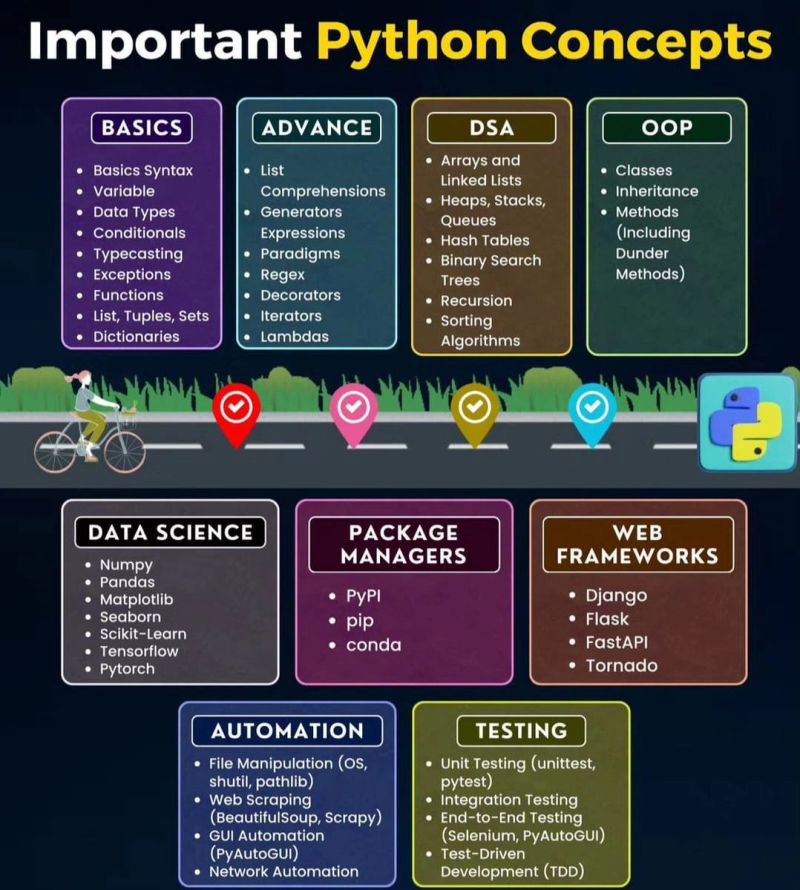 Important Python Concepts
BASICS
• Basics Syntax
• Variable
• Data Types
• Conditionals
• Typecasting
• Exceptions
• Functions
• List, Tuples, Sets
• Dictionaries
ADVANCE
• List
Comprehensions
• Generators
Expressions
• Paradigms
• Regex
• Decorators
• Iterators
• Lambdas
DSA
• Arrays and
Linked Lists
• Heaps, Stacks,
Queues
• Hash Tables
• Binary Search
Trees
• Recursion
• Sorting
Algorithms
OOP
• Classes
• Inheritance
• Methods
(Including
Dunder
Methods)
DATA SCIENCE
• Numpy
• Pandas
• Matplotlib
• Seaborn
• Scikit-Learn
• Tensorflow
• Pytorch
PACKAGE
MANAGERS
• PyPI
• pip
• conda
WEB
FRAMEWORKS
• Django
• Flask
• FastAPI
• Tornado
AUTOMATION
• File Manipulation (OS,
shutil, pathlib)
• Web Scraping
(BeautifulSoup, Scrapy)
• GUI Automation
(PyAutoGUI)
• Network Automation
TESTING
• Unit Testing (unittest,
pytest)
• Integration Testing
• End-to-End Testing
(Selenium, PyAutoGUI)
• Test-Driven
Development (TDD)